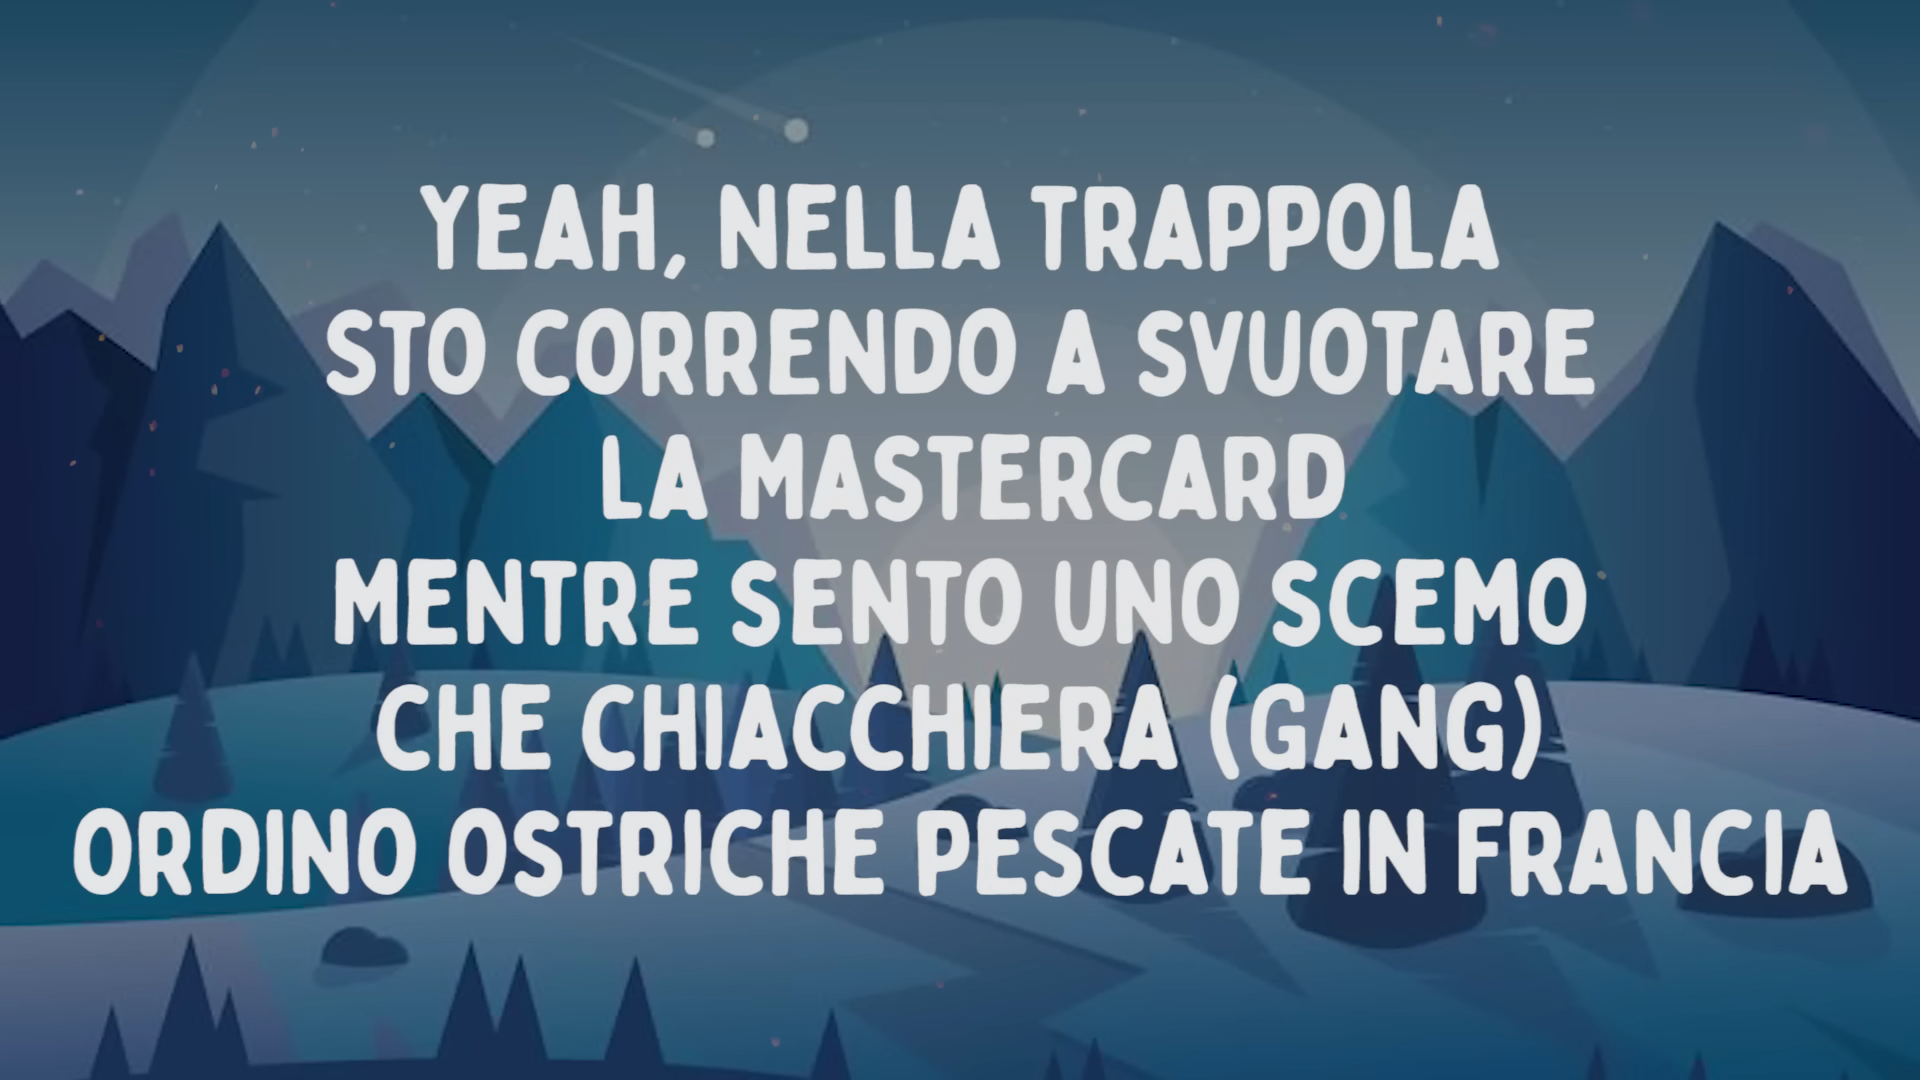 YEAH, NELLA TRAPPOLA
STO CORRENDO A SVUOTARE
LA MASTERCARD
MENTRE SENTO UNO SCEMO
CHE CHIACCHIERA (GANG)
ORDINO OSTRICHE PESCATE IN FRANCIA